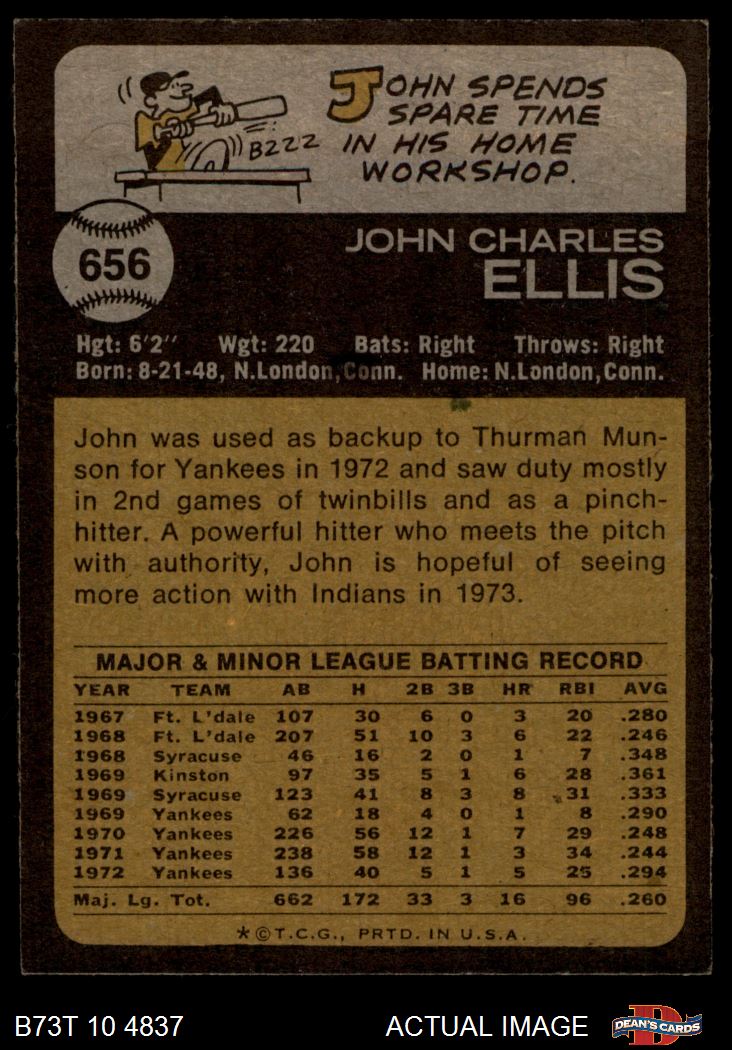 JOHN SPENDS
SPARE TIME
BZZZ IN HIS HOME
WORKSHOP.
656
JOHN CHARLES
ELLIS
Hgt: 6'2" Wgt: 220 Bats: Right Throws: Right
Born: 8-21-48, N.London, Conn. Home: N.London, Conn.
John was used as backup to Thurman Mun-
son for Yankees in 1972 and saw duty mostly
in 2nd games of twinbills and as a pinch-
hitter. A powerful hitter who meets the pitch
with authority, John is hopeful of seeing
more action with Indians in 1973.
MAJOR & MINOR LEAGUE BATTING RECORD
YEAR TEAM AB H 2B 3B HR RBI AVG
1967 Ft. L'dale 107 30 6 0 3 20 .280
1968 Ft. L'dale 207 51 10 3 6 22 .246
1968 Syracuse 46 16 2 0 1 7 .348
1969 Kinston 97 35 5 1 6 28 .361
1969 Syracuse 123 41 8 3 8 31 .333
1969 Yankees 62 18 4 0 1 8 .290
1970 Yankees 226 56 12 1 7 29 .248
1971 Yankees 238 58 12 1 3 34 .244
1972 Yankees 136 40 5 1 5 25 .294
Maj. Lg. Tot. 662 172 33 3 16 96 .260
*©T.C.G., PRTD. IN U.S.A.
B73T 10 4837 ACTUAL IMAGE D DEAN'S CARDS